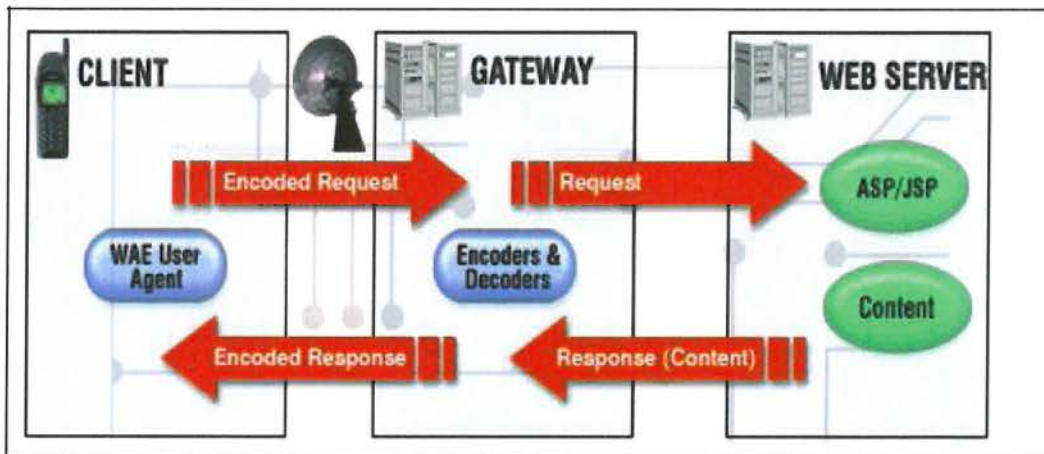 CLIENT
GATEWAY
WEB SERVER
Encoded Request
Request
ASP/JSP
WAE User
Agent
Encoders &
Decoders
Content
Encoded Response
Response (Content)